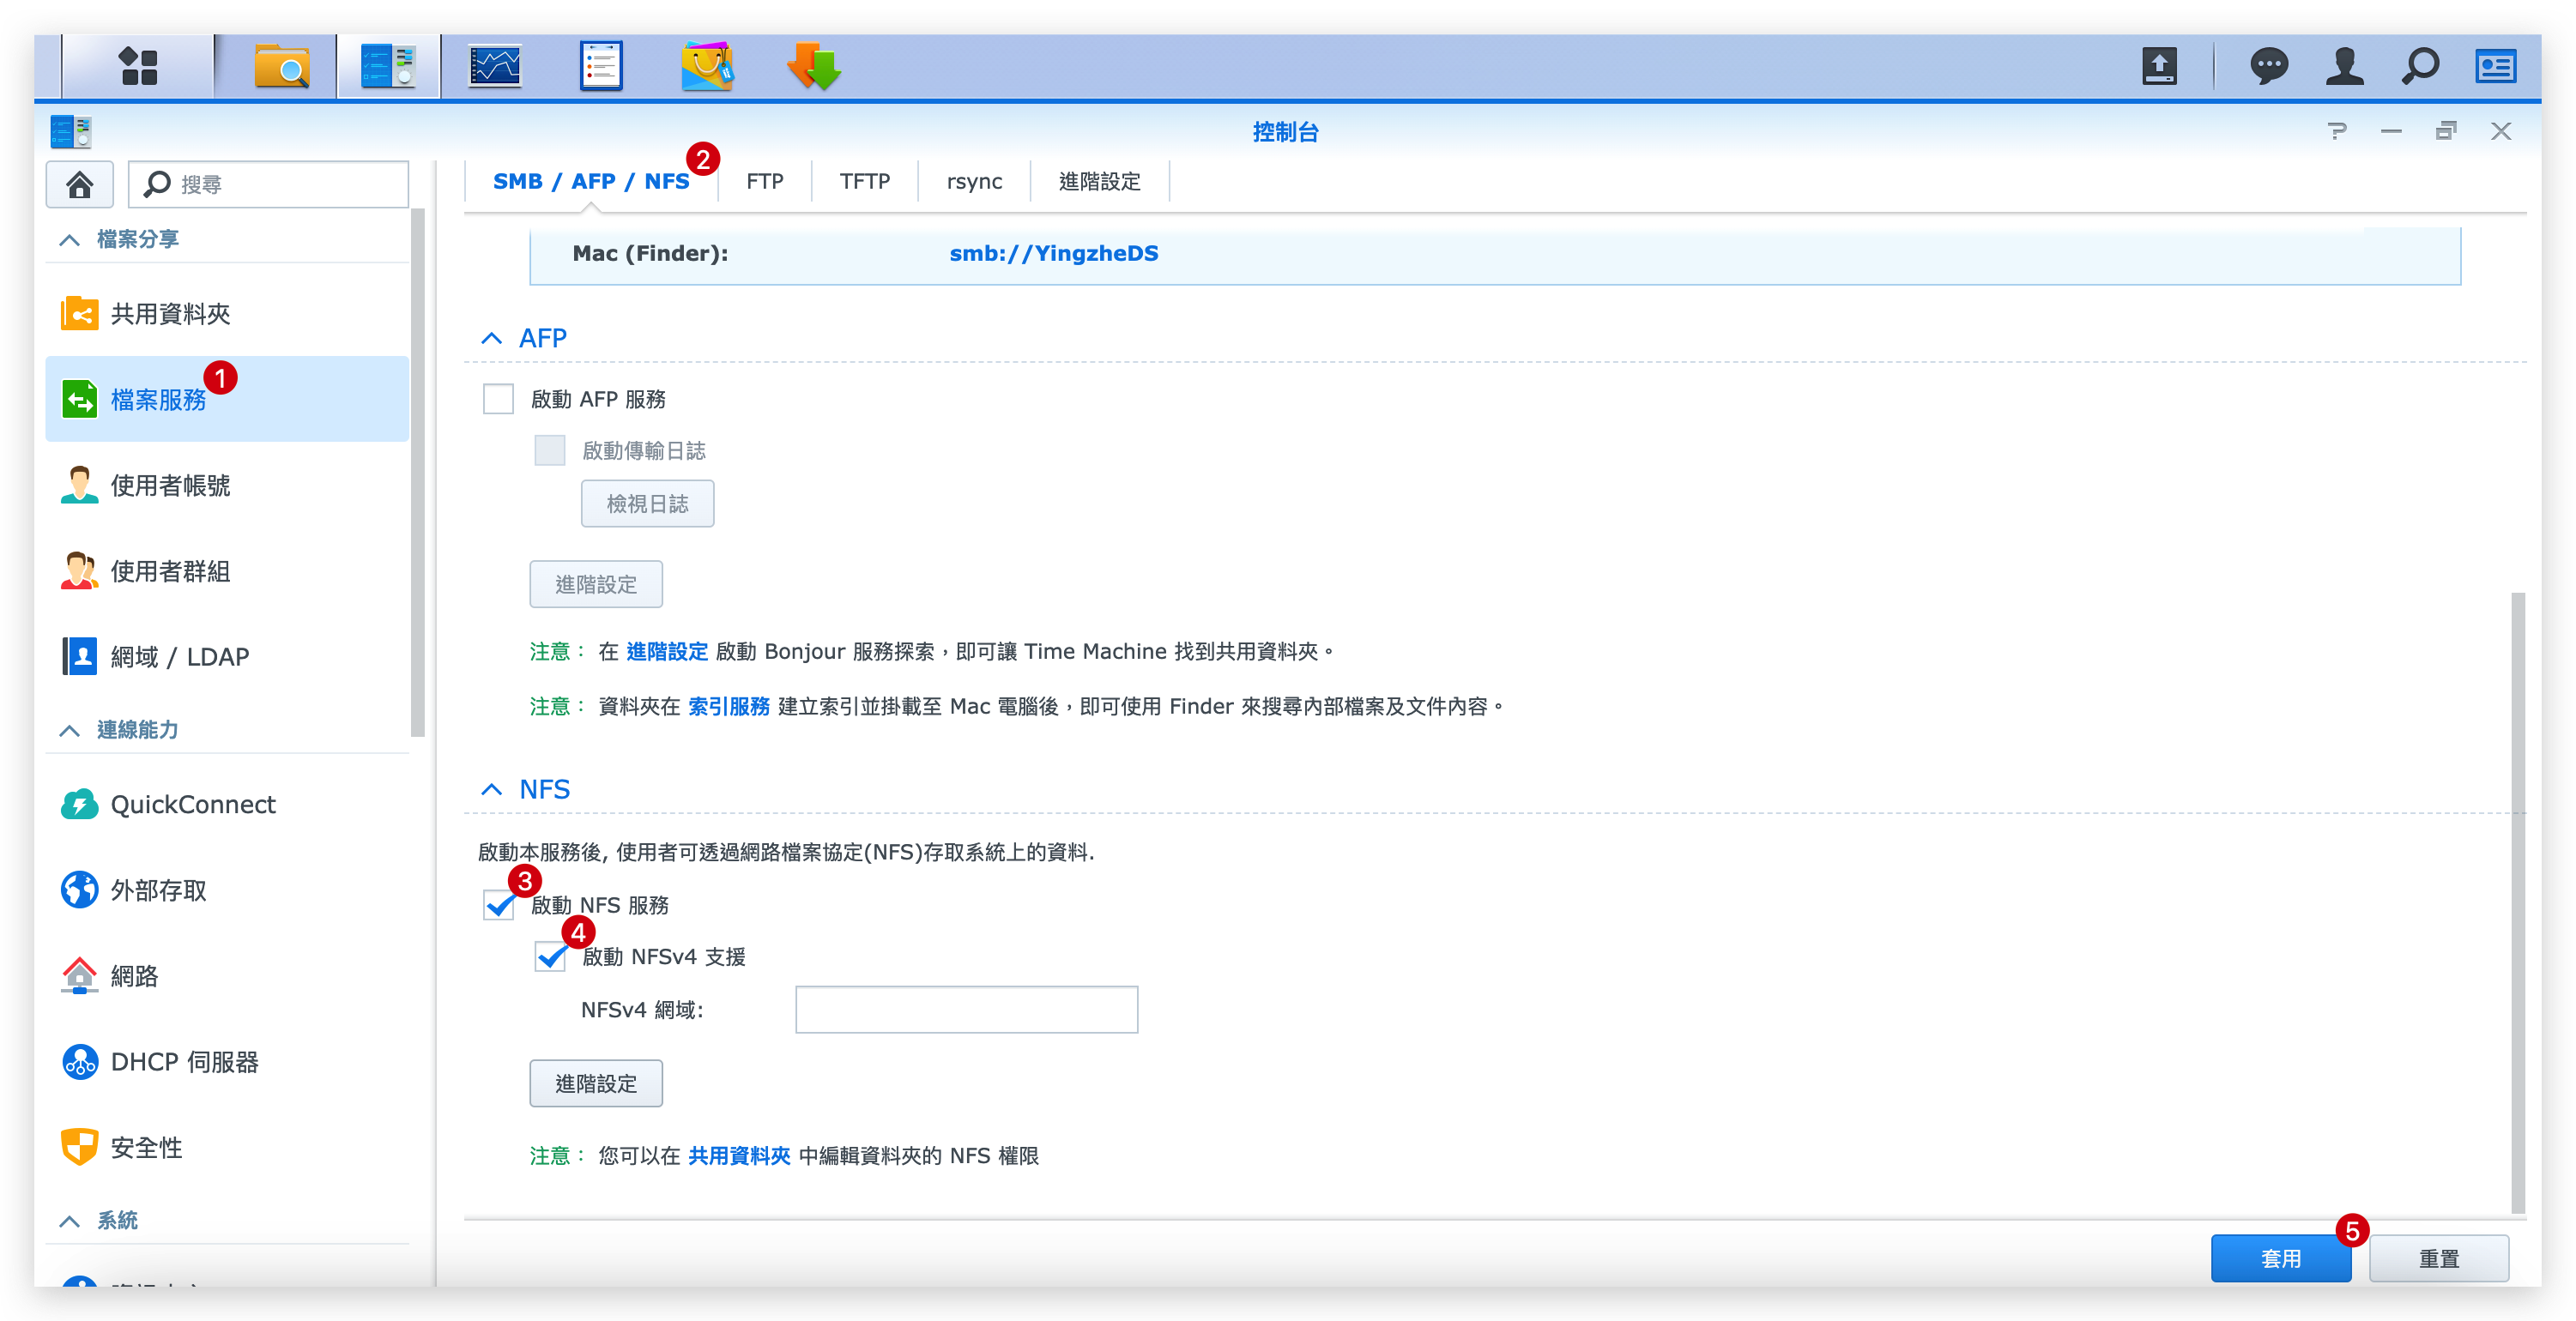 控制台
搜尋
檔案分享
共用資料夾
檔案服務 1
使用者帳號
使用者群組
網域 / LDAP
連線能力
QuickConnect
外部存取
網路
DHCP 伺服器
安全性
系統
SMB / AFP / NFS 2 FTP TFTP rsync 進階設定
Mac (Finder): smb://YingzheDS
AFP
啟動 AFP 服務
啟動傳輸日誌
檢視日誌
進階設定
注意： 在 進階設定 啟動 Bonjour 服務探索，即可讓 Time Machine 找到共用資料夾。
注意： 資料夾在 索引服務 建立索引並掛載至 Mac 電腦後，即可使用 Finder 來搜尋內部檔案及文件內容。
NFS
啟動本服務後, 使用者可透過網路檔案協定(NFS)存取系統上的資料.
3 啟動 NFS 服務
4 啟動 NFSv4 支援
NFSv4 網域:
進階設定
注意： 您可以在 共用資料夾 中編輯資料夾的 NFS 權限
套用 5 重置